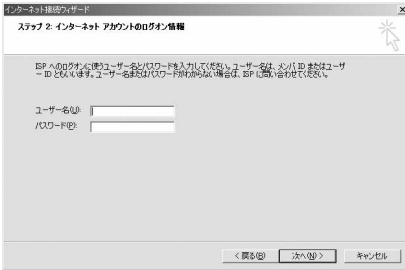 インターネット接続ウィザード
ステップ 2: インターネット アカウントのログオン情報
ISP へのログオンに使うユーザー名とパスワードを入力してください。ユーザー名は、メンバ ID またはユーザ
ー ID ともいいます。ユーザー名またはパスワードがわからない場合は、ISP に問い合わせてください。
ユーザー名(U):
パスワード(P):
< 戻る(B)
次へ(N) >
キャンセル